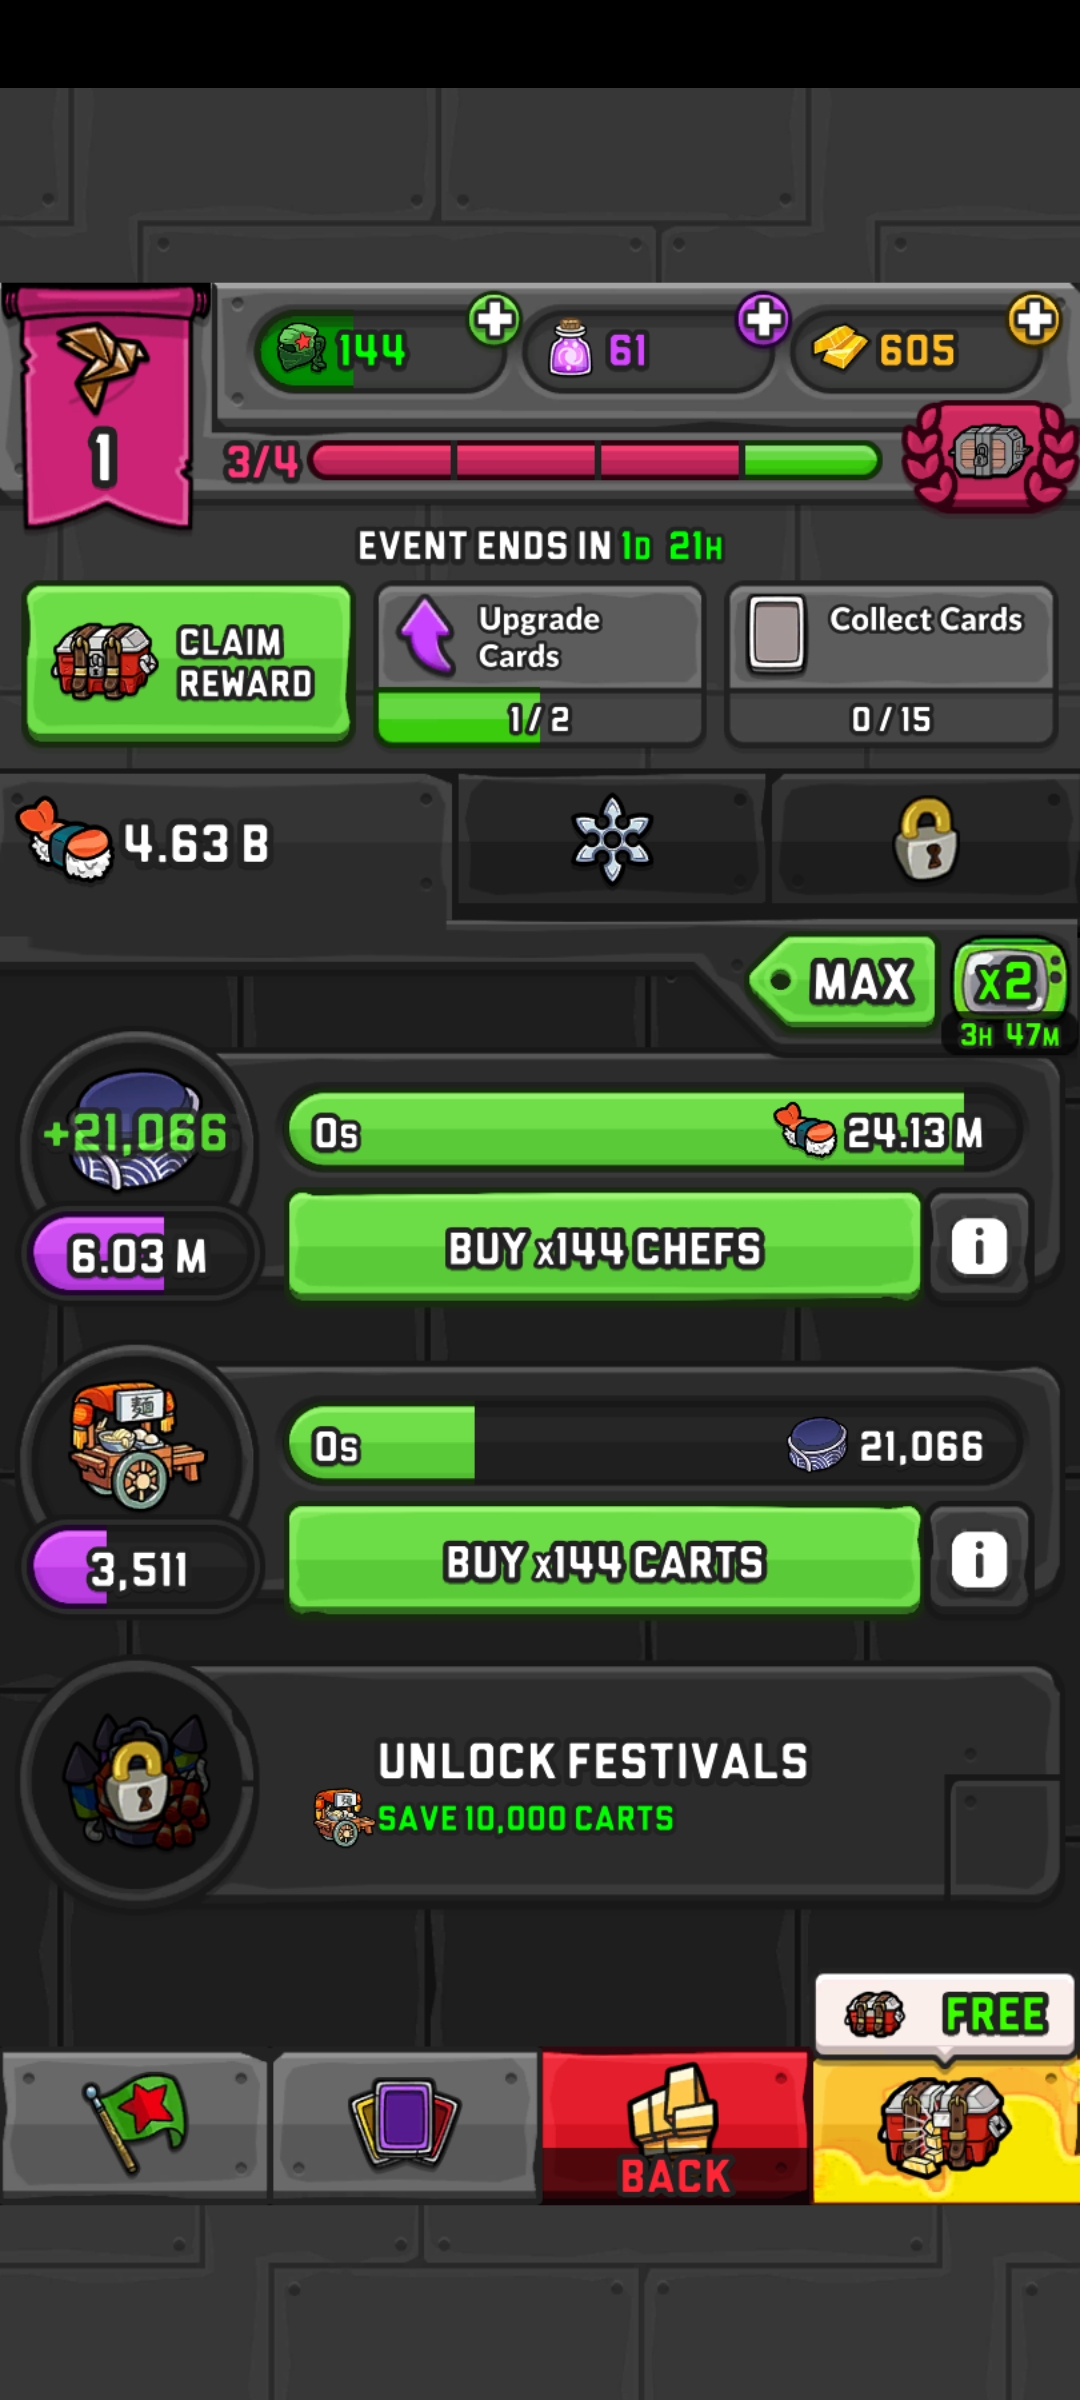 144
61
605
1
3/4
EVENT ENDS IN 1D 21H
CLAIM
REWARD
Upgrade
Cards
1/2
Collect Cards
0/15
4.63 B
MAX
x2
3H 47M
+21,066
0s
24.13 M
6.03 M
BUY x144 CHEFS
i
麺
0s
21,066
3,511
BUY x144 CARTS
i
UNLOCK FESTIVALS
SAVE 10,000 CARTS
FREE
BACK